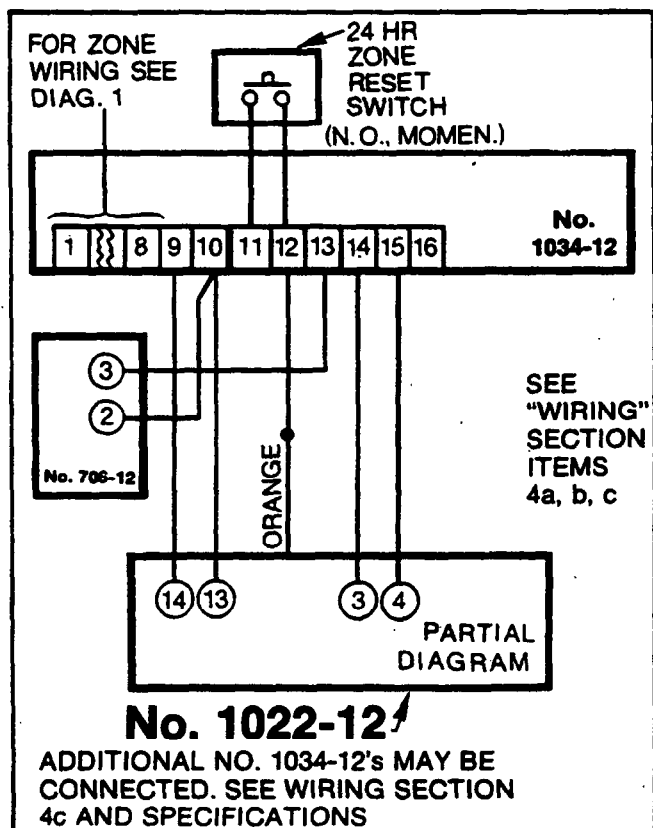 FOR ZONE
WIRING SEE
DIAG. 1
24 HR
ZONE
RESET
SWITCH
(N.O., MOMEN.)
1 8 9 10 11 12 13 14 15 16
No.
1034-12
3
2
No. 706-12
ORANGE
SEE
"WIRING"
SECTION
ITEMS
4a, b, c
14 13 3 4
PARTIAL
DIAGRAM
No. 1022-12
ADDITIONAL NO. 1034-12's MAY BE
CONNECTED. SEE WIRING SECTION
4c AND SPECIFICATIONS